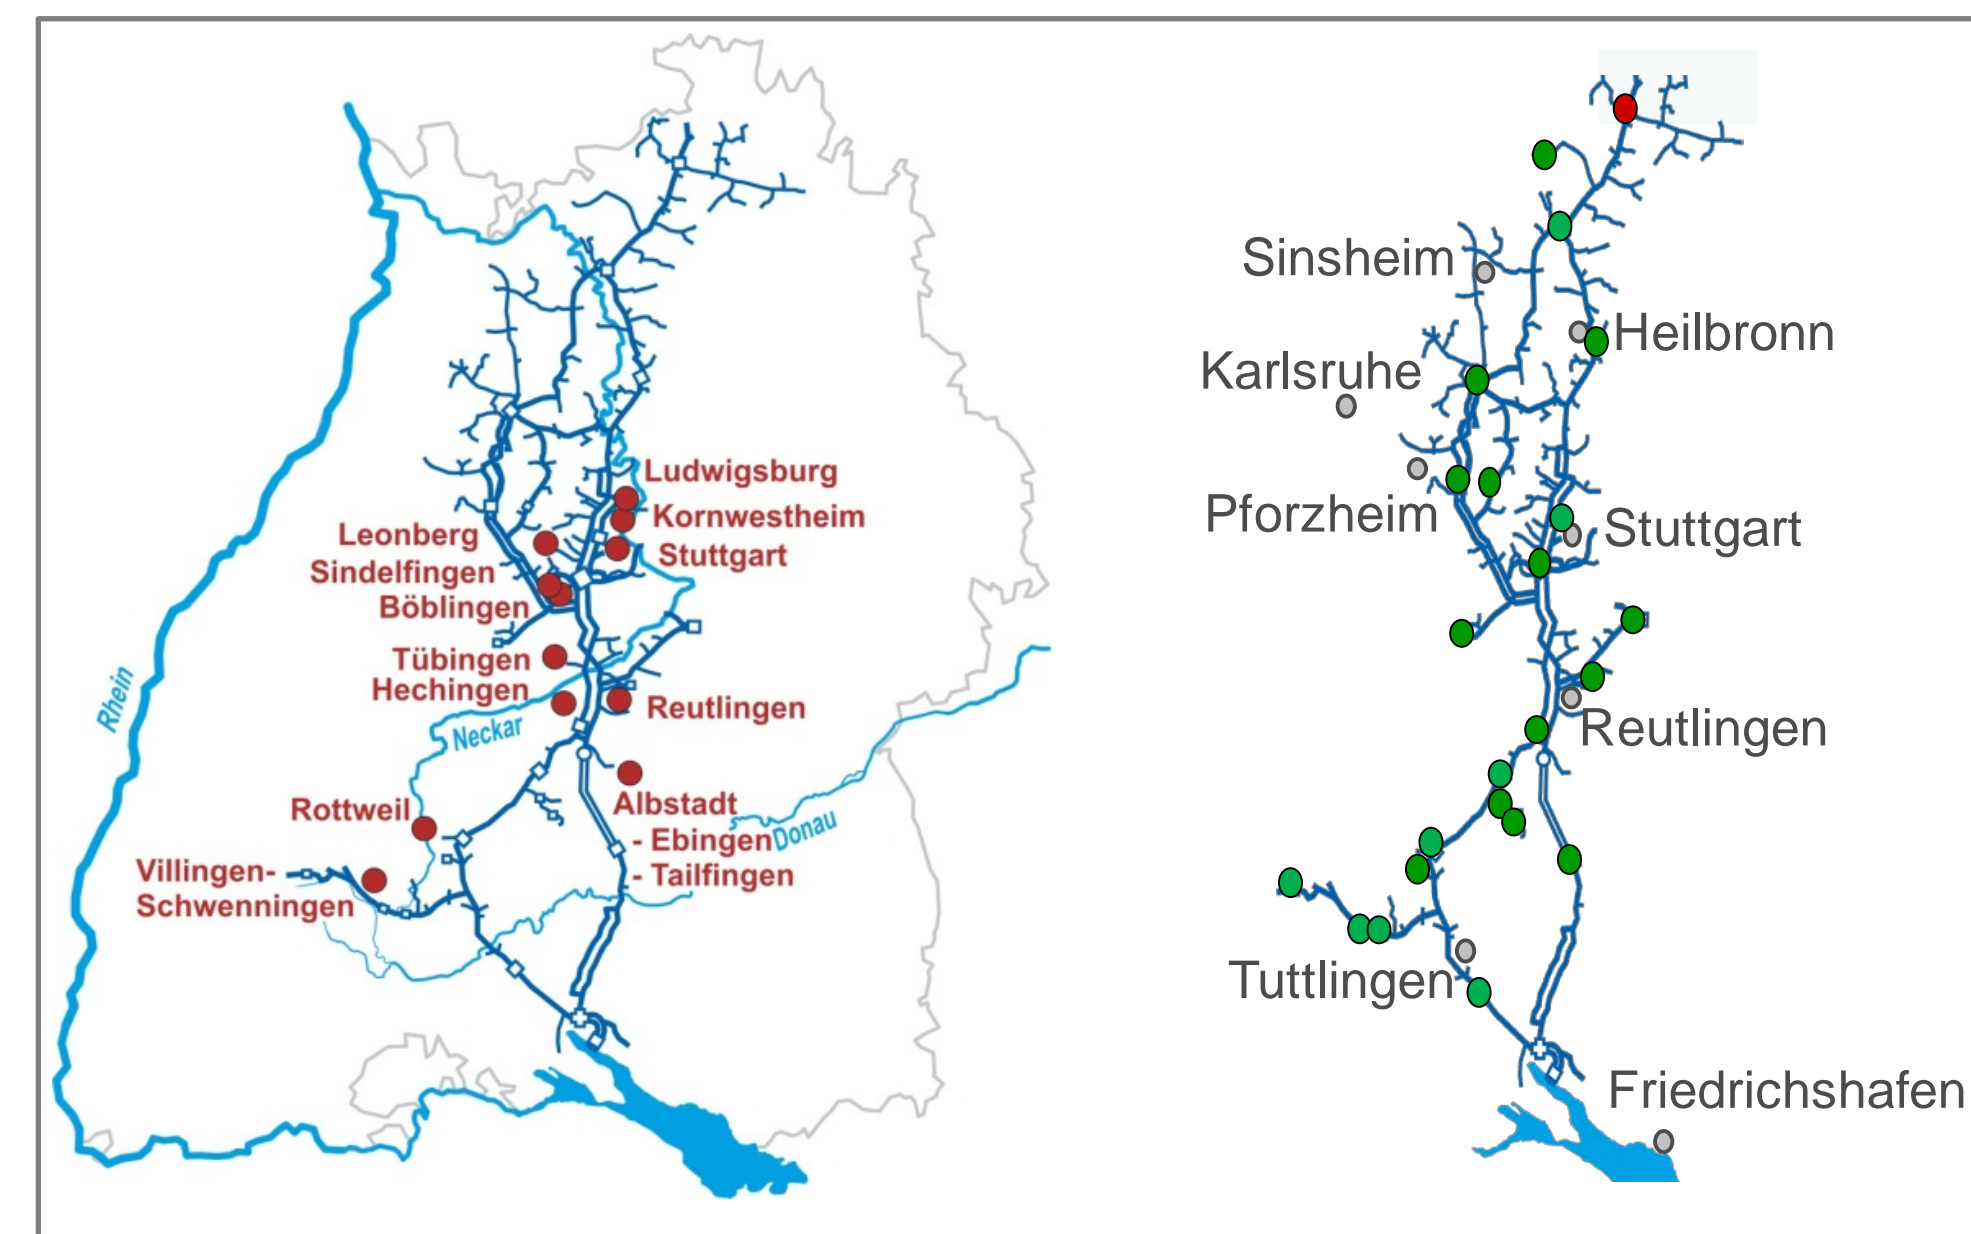 Ludwigsburg
Kornwestheim
Stuttgart
Leonberg
Sindelfingen
Böblingen
Tübingen
Hechingen
Reutlingen
Rhein
Neckar
Albstadt
- Ebingen
- Tailfingen
Donau
Rottweil
Villingen-
Schwenningen
Sinsheim
Heilbronn
Karlsruhe
Pforzheim
Stuttgart
Reutlingen
Tuttlingen
Friedrichshafen